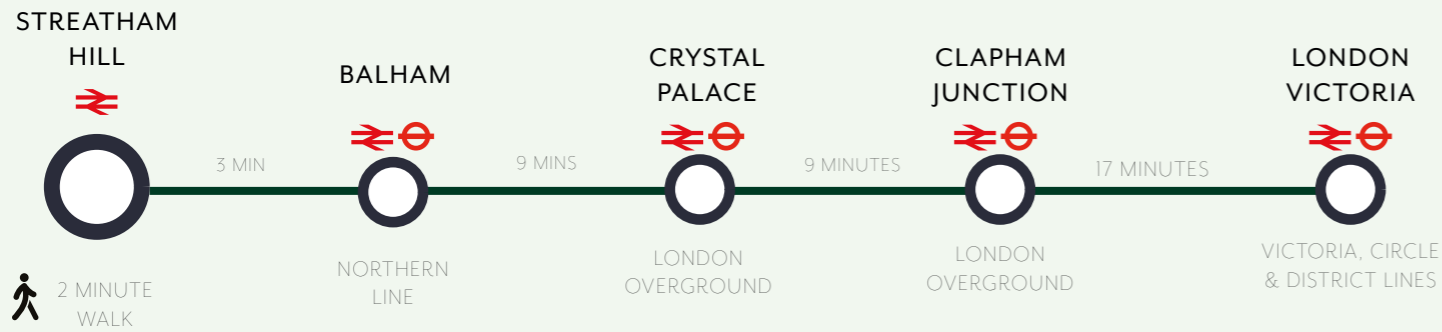 STREATHAM
HILL
BALHAM
CRYSTAL
PALACE
CLAPHAM
JUNCTION
LONDON
VICTORIA
3 MIN
9 MINS
9 MINUTES
17 MINUTES
2 MINUTE
WALK
NORTHERN
LINE
LONDON
OVERGROUND
LONDON
OVERGROUND
VICTORIA, CIRCLE
& DISTRICT LINES